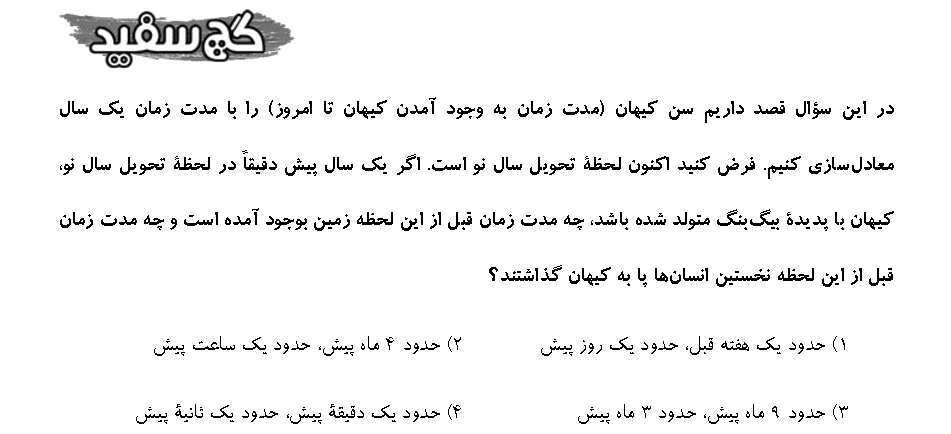 گچ سفید
در این سؤال قصد داریم سن کیهان (مدت زمان به وجود آمدن کیهان تا امروز) را با مدت زمان یک سال
معادل‌سازی کنیم. فرض کنید اکنون لحظهٔ تحویل سال نو است. اگر یک سال پیش دقیقاً در لحظهٔ تحویل سال نو،
کیهان با پدیدهٔ بیگ‌بنگ متولد شده باشد، چه مدت زمان قبل از این لحظه زمین بوجود آمده است و چه مدت زمان
قبل از این لحظه نخستین انسان‌ها پا به کیهان گذاشتند؟
۱) حدود یک هفته قبل، حدود یک روز پیش ۲) حدود ۴ ماه پیش، حدود یک ساعت پیش
۳) حدود ۹ ماه پیش، حدود ۳ ماه پیش ۴) حدود یک دقیقهٔ پیش، حدود یک ثانیهٔ پیش